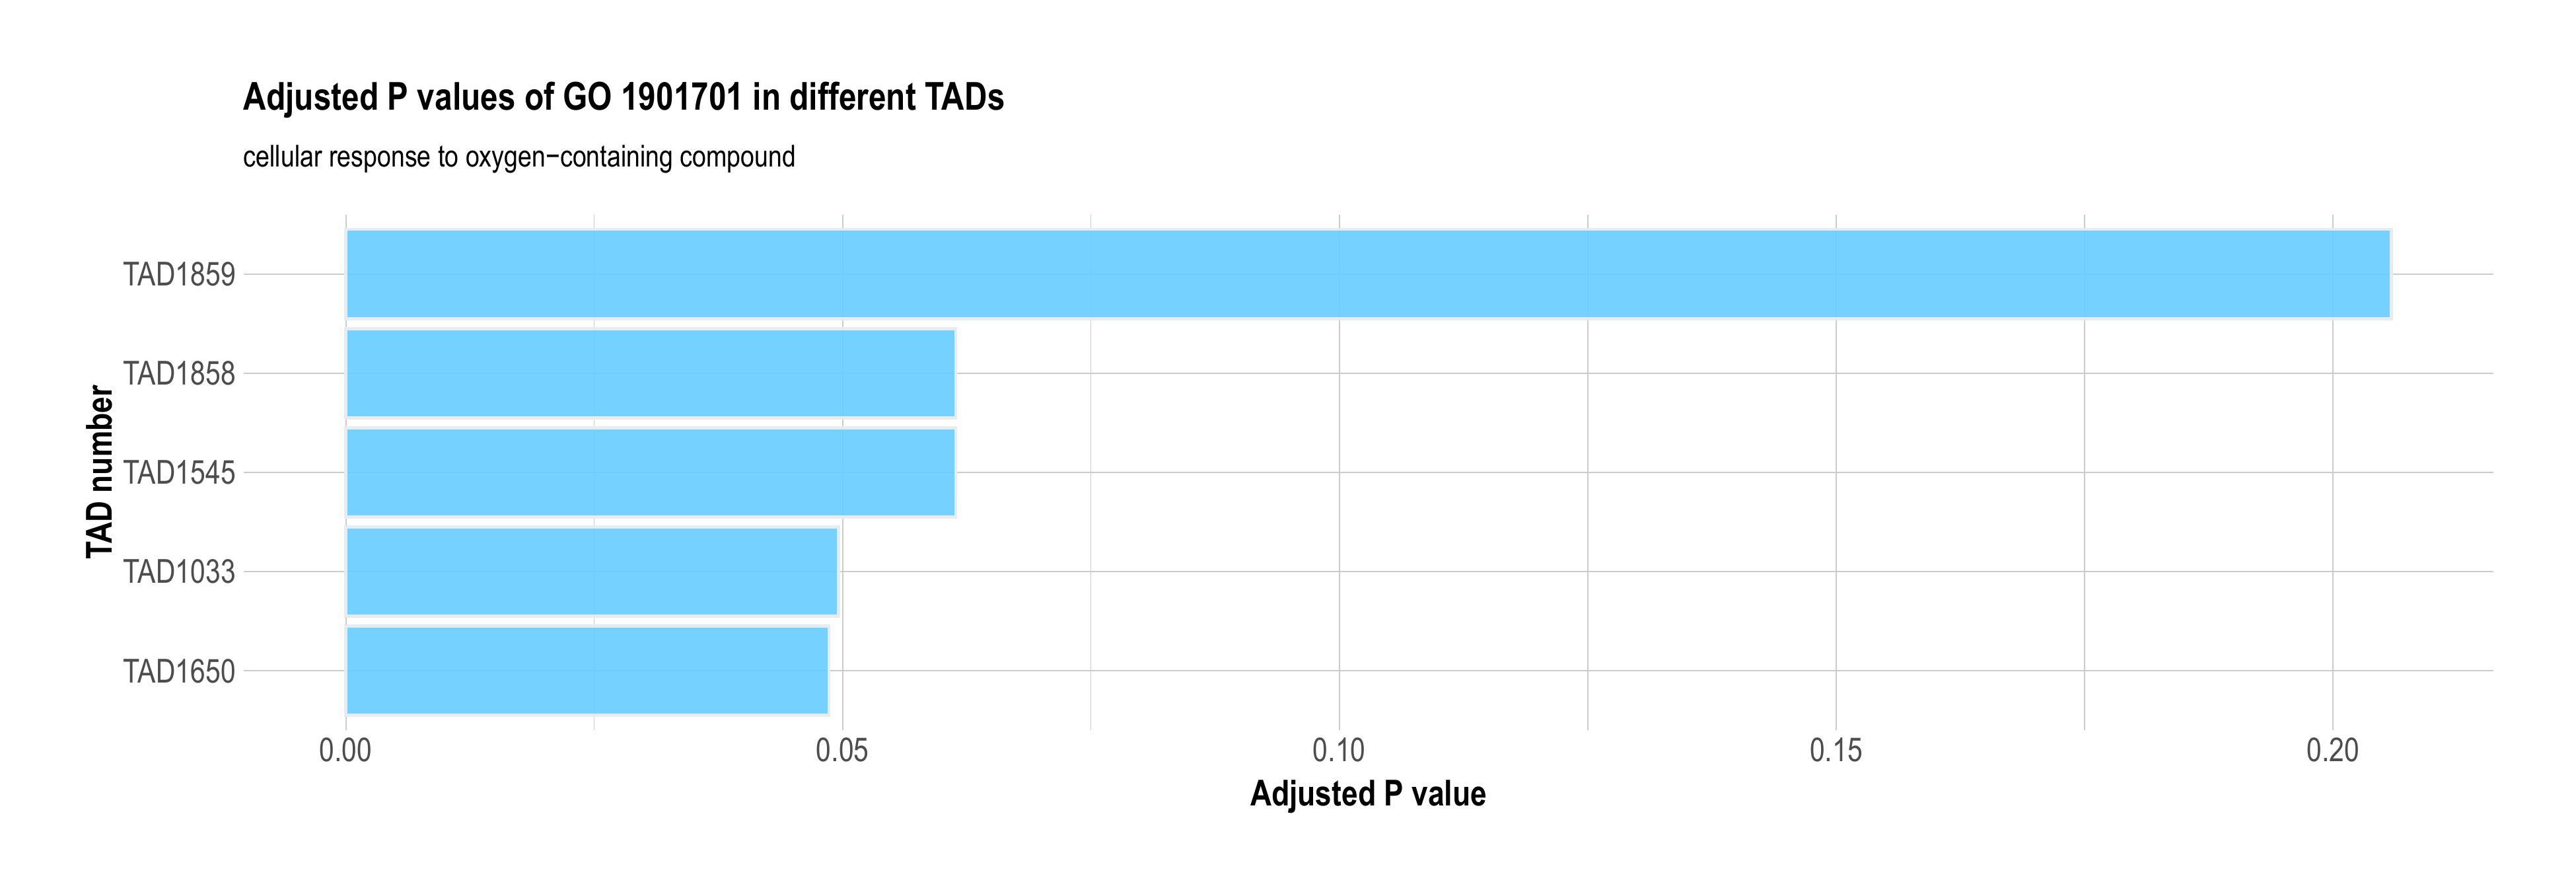 Adjusted P values of GO 1901701 in different TADs
cellular response to oxygen−containing compound
TAD number
TAD1859
TAD1858
TAD1545
TAD1033
TAD1650
0.00 0.05 0.10 0.15 0.20
Adjusted P value